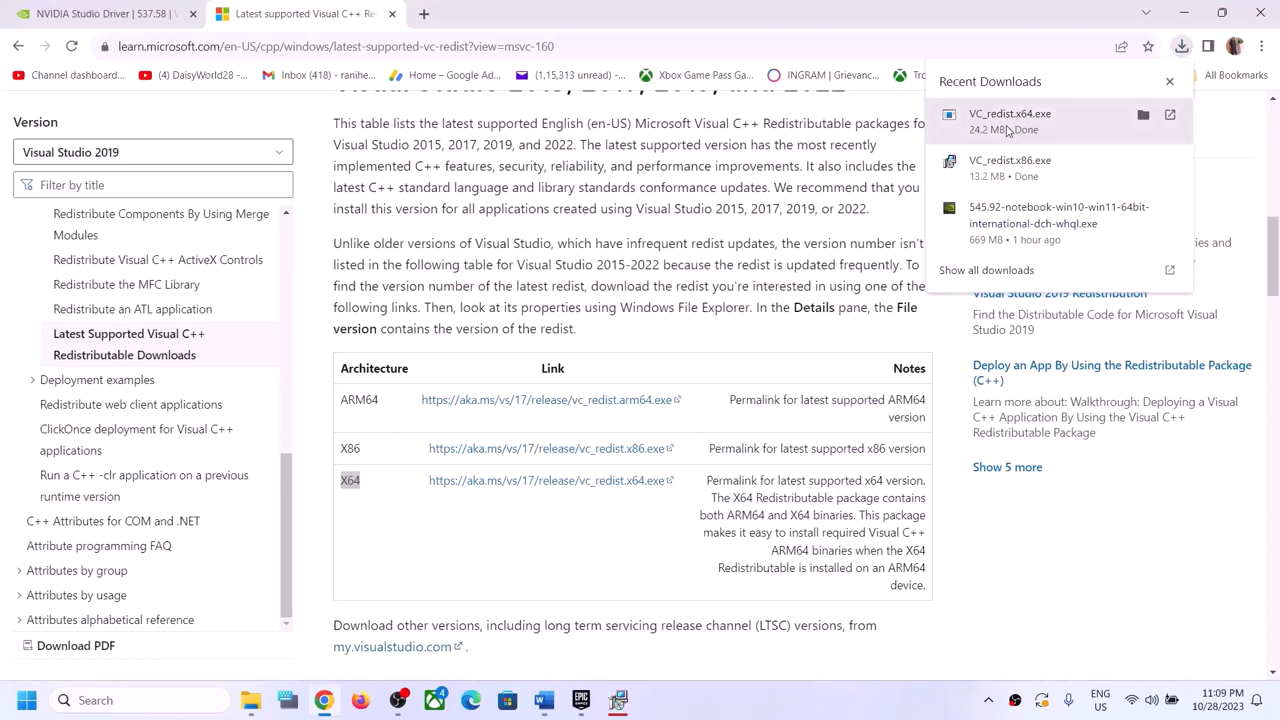 NVIDIA Studio Driver | 537.58 | W
Latest supported Visual C++ Re
learn.microsoft.com/en-US/cpp/windows/latest-supported-vc-redist?view=msvc-160
Channel dashboard...
(4) DaisyWorld28 -...
Inbox (418) - ranihe...
Home – Google Ad...
(1,15,313 unread) -...
Xbox Game Pass Ga...
INGRAM | Grievanc...
All Bookmarks
Recent Downloads
VC_redist.x64.exe
24.2 MB • Done
VC_redist.x86.exe
13.2 MB • Done
545.92-notebook-win10-win11-64bit-
international-dch-whql.exe
669 MB • 1 hour ago
Show all downloads
Version
Visual Studio 2019
Filter by title
Redistribute Components By Using Merge
Modules
Redistribute Visual C++ ActiveX Controls
Redistribute the MFC Library
Redistribute an ATL application
Latest Supported Visual C++
Redistributable Downloads
Deployment examples
Redistribute web client applications
ClickOnce deployment for Visual C++
applications
Run a C++ -clr application on a previous
runtime version
C++ Attributes for COM and .NET
Attribute programming FAQ
Attributes by group
Attributes by usage
Attributes alphabetical reference
Download PDF
Visual Studio 2015, 2017, 2019, and 2022
This table lists the latest supported English (en-US) Microsoft Visual C++ Redistributable packages for
Visual Studio 2015, 2017, 2019, and 2022. The latest supported version has the most recently
implemented C++ features, security, reliability, and performance improvements. It also includes the
latest C++ standard language and library standards conformance updates. We recommend that you
install this version for all applications created using Visual Studio 2015, 2017, 2019, or 2022.
Unlike older versions of Visual Studio, which have infrequent redist updates, the version number isn't
listed in the following table for Visual Studio 2015-2022 because the redist is updated frequently. To
find the version number of the latest redist, download the redist you're interested in using one of the
following links. Then, look at its properties using Windows File Explorer. In the Details pane, the File
version contains the version of the redist.
Architecture Link Notes
ARM64 https://aka.ms/vs/17/release/vc_redist.arm64.exe Permalink for latest supported ARM64
version
X86 https://aka.ms/vs/17/release/vc_redist.x86.exe Permalink for latest supported x86 version
X64 https://aka.ms/vs/17/release/vc_redist.x64.exe Permalink for latest supported x64 version.
The X64 Redistributable package contains
both ARM64 and X64 binaries. This package
makes it easy to install required Visual C++
ARM64 binaries when the X64
Redistributable is installed on an ARM64
device.
Download other versions, including long term servicing release channel (LTSC) versions, from
my.visualstudio.com .
ries and
Visual Studio 2019 Redistribution
Find the Distributable Code for Microsoft Visual
Studio 2019
Deploy an App By Using the Redistributable Package
(C++)
Learn more about: Walkthrough: Deploying a Visual
C++ Application By Using the Visual C++
Redistributable Package
Show 5 more
Search
4
EPIC
GAMES
ENG
US
11:09 PM
10/28/2023